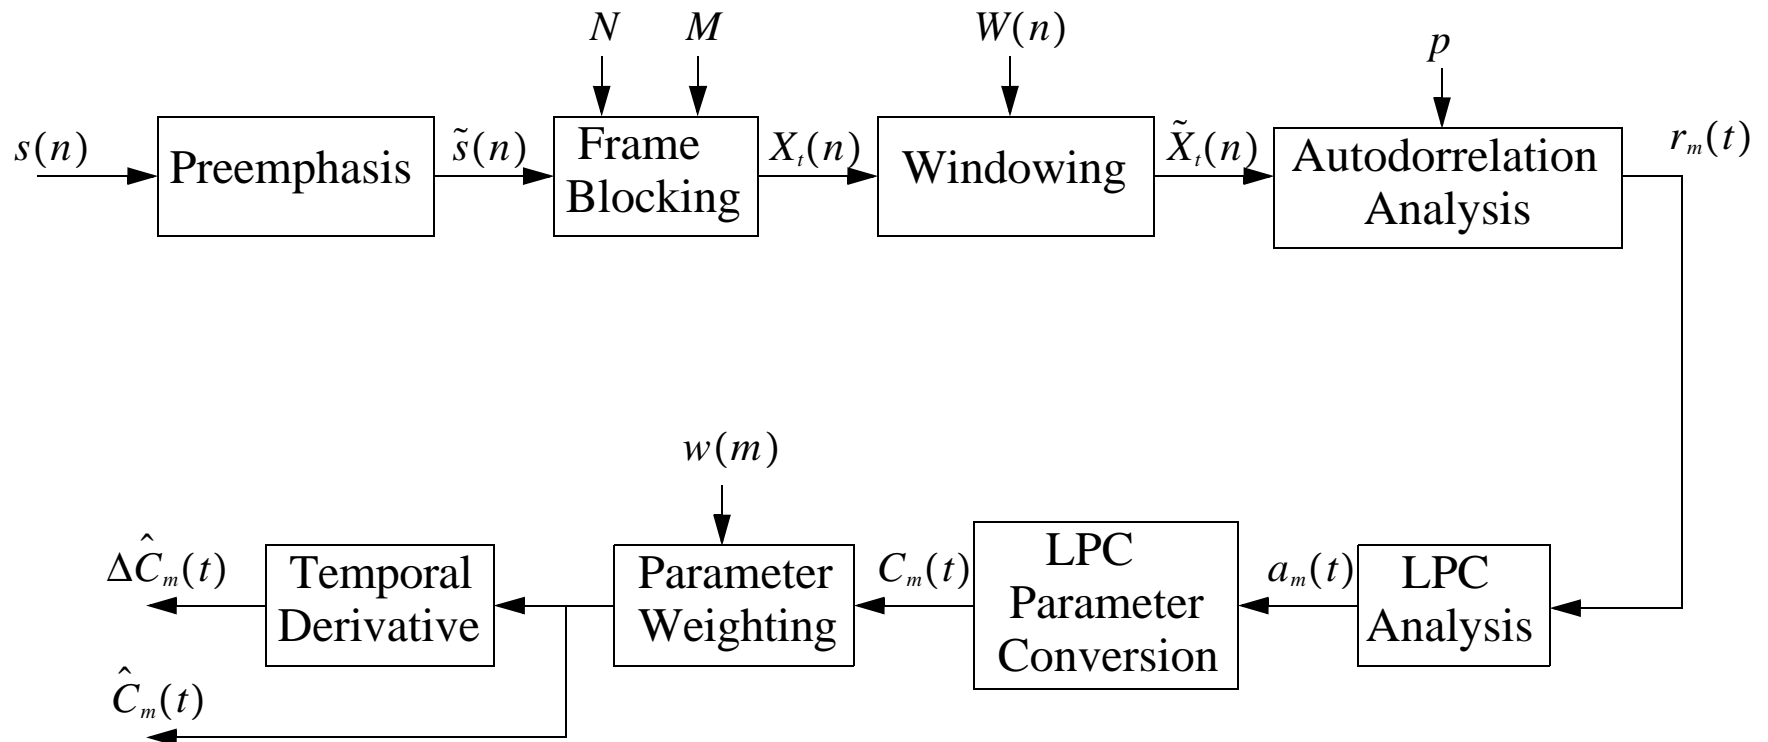 N
M
W(n)
p
s(n)
Preemphasis
s̃(n)
Frame
Blocking
Xₜ(n)
Windowing
X̃ₜ(n)
Autodorrelation
Analysis
rₘ(t)
w(m)
ΔĈₘ(t)
Temporal
Derivative
Parameter
Weighting
Cₘ(t)
LPC
Parameter
Conversion
aₘ(t)
LPC
Analysis
Ĉₘ(t)